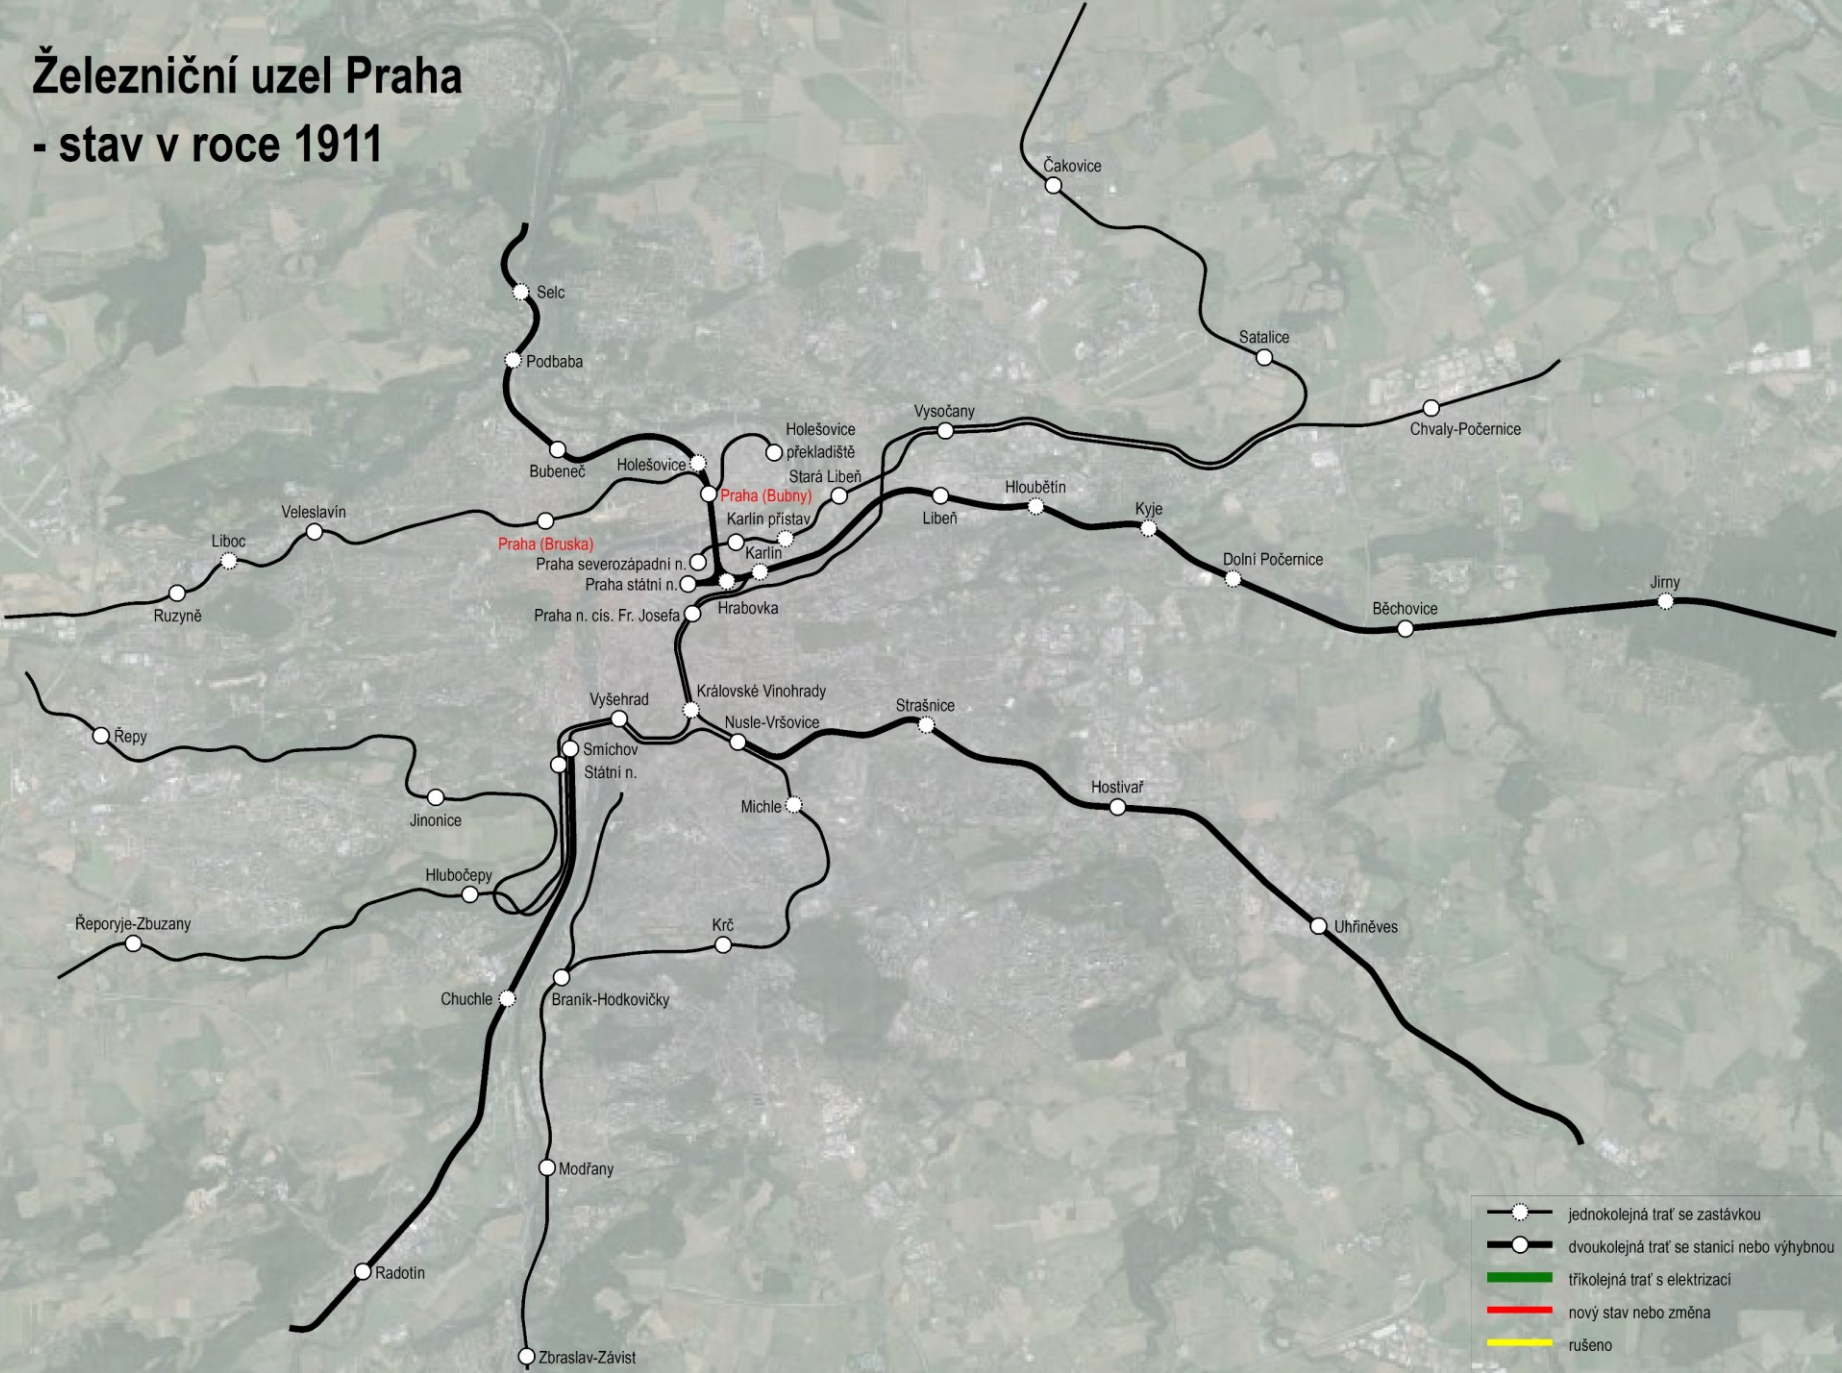 Železniční uzel Praha
- stav v roce 1911
Čakovice
Selc
Podbaba
Satalice
Vysočany
Chvaly-Počernice
Holešovice
překladiště
Bubeneč
Holešovice
Stará Libeň
Praha (Bubny)
Hloubětín
Libeň
Kyje
Veleslavín
Karlín přístav
Praha (Bruska)
Liboc
Karlín
Praha severozápadní n.
Dolní Počernice
Praha státní n.
Jirny
Ruzyně
Hrabovka
Praha n. cís. Fr. Josefa
Běchovice
Královské Vinohrady
Vyšehrad
Strašnice
Nusle-Vršovice
Řepy
Smíchov
Státní n.
Hostivař
Michle
Jinonice
Hlubočepy
Řeporyje-Zbuzany
Krč
Uhřiněves
Chuchle
Braník-Hodkovičky
Modřany
Radotín
Zbraslav-Závist
jednokolejná trať se zastávkou
dvoukolejná trať se stanicí nebo výhybnou
tříkolejná trať s elektrizací
nový stav nebo změna
rušeno